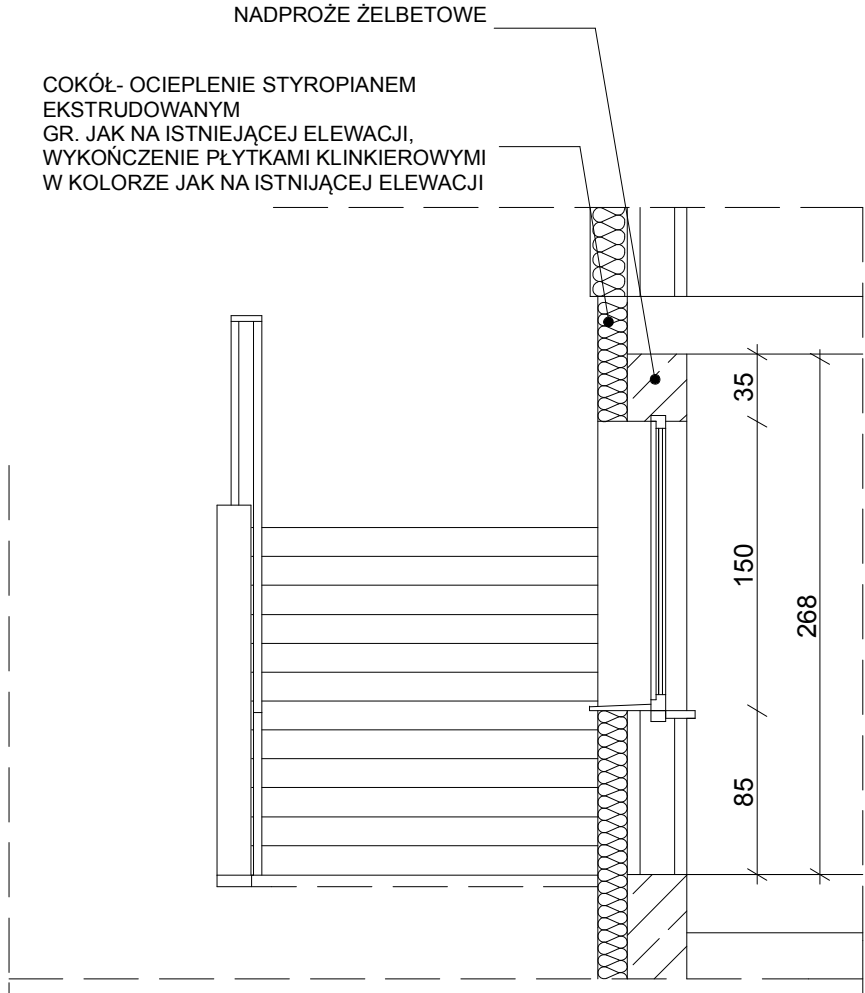 NADPROŻE ŻELBETOWE
COKÓŁ- OCIEPLENIE STYROPIANEM
EKSTRUDOWANYM
GR. JAK NA ISTNIEJĄCEJ ELEWACJI,
WYKOŃCZENIE PŁYTKAMI KLINKIEROWYMI
W KOLORZE JAK NA ISTNIJĄCEJ ELEWACJI
35
150
268
85